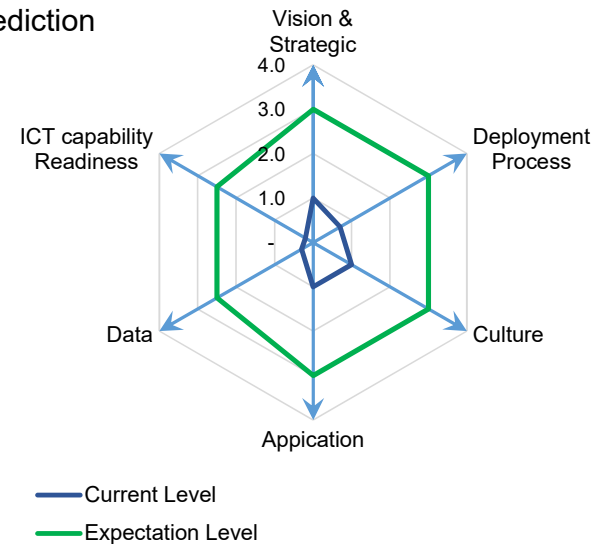 ediction
Vision &
Strategic
4.0
3.0
2.0
1.0
-
Deployment
Process
Culture
Appication
Data
ICT capability
Readiness
Current Level
Expectation Level